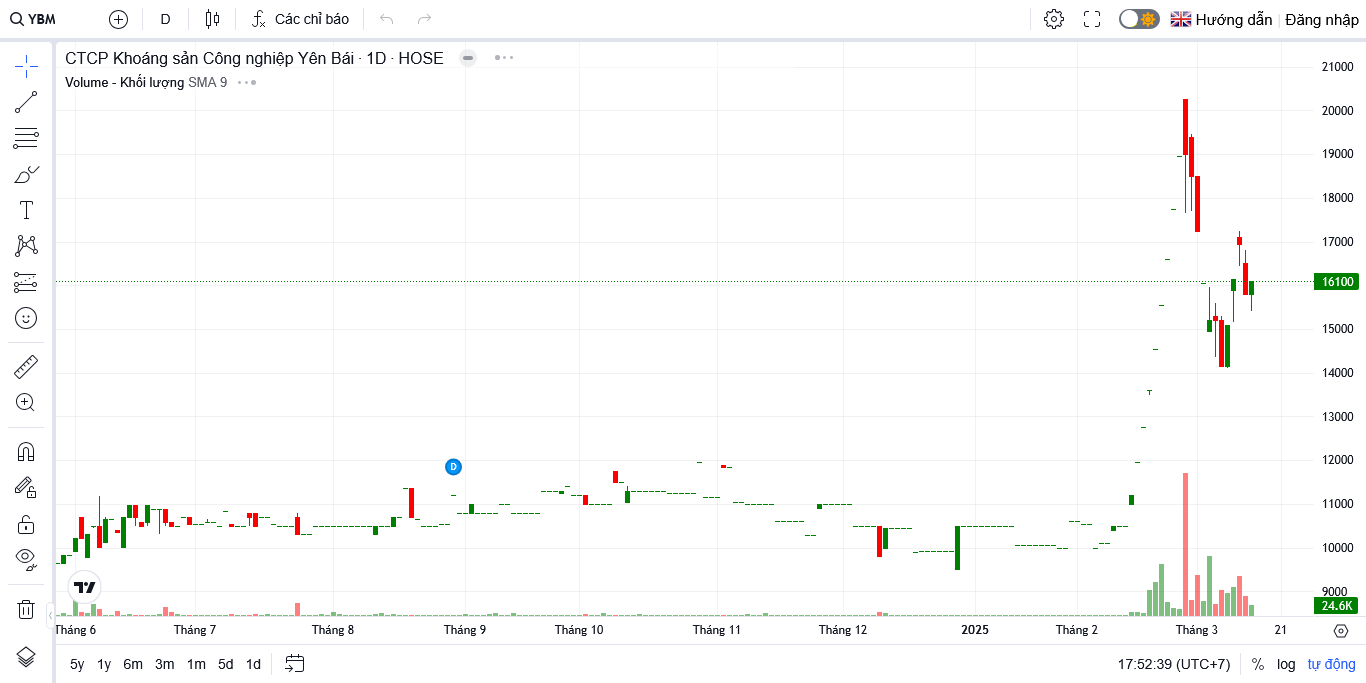 YBM D Các chỉ báo Hướng dẫn Đăng nhập
CTCP Khoáng sản Công nghiệp Yên Bái · 1D · HOSE
Volume - Khối lượng SMA 9
21000
20000
19000
18000
17000
16100
15000
14000
13000
12000
D
11000
10000
9000
24.6K
Tháng 6 Tháng 7 Tháng 8 Tháng 9 Tháng 10 Tháng 11 Tháng 12 2025 Tháng 2 Tháng 3 21
5y 1y 6m 3m 1m 5d 1d 17:52:39 (UTC+7) % log tự động